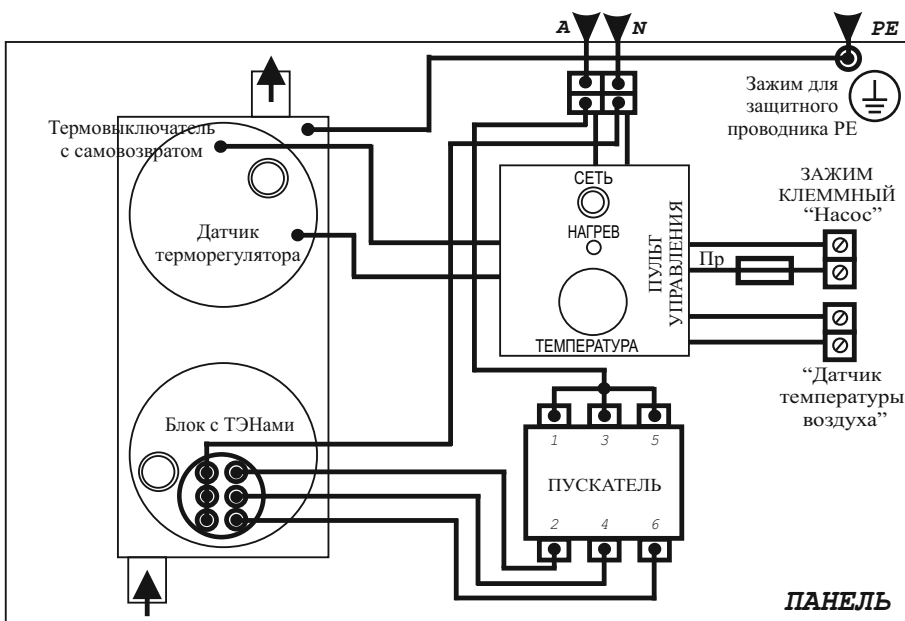 A N PE
Зажим для
защитного
проводника PE
Термовыключатель
с самовозвратом
Датчик
терморегулятора
СЕТЬ
НАГРЕВ
ТЕМПЕРАТУРА
ПУЛЬТ
УПРАВЛЕНИЯ
ЗАЖИМ
КЛЕММНЫЙ
“Насос”
Пр
“Датчик
температуры
воздуха”
Блок с ТЭНами
1 3 5
ПУСКАТЕЛЬ
2 4 6
ПАНЕЛЬ